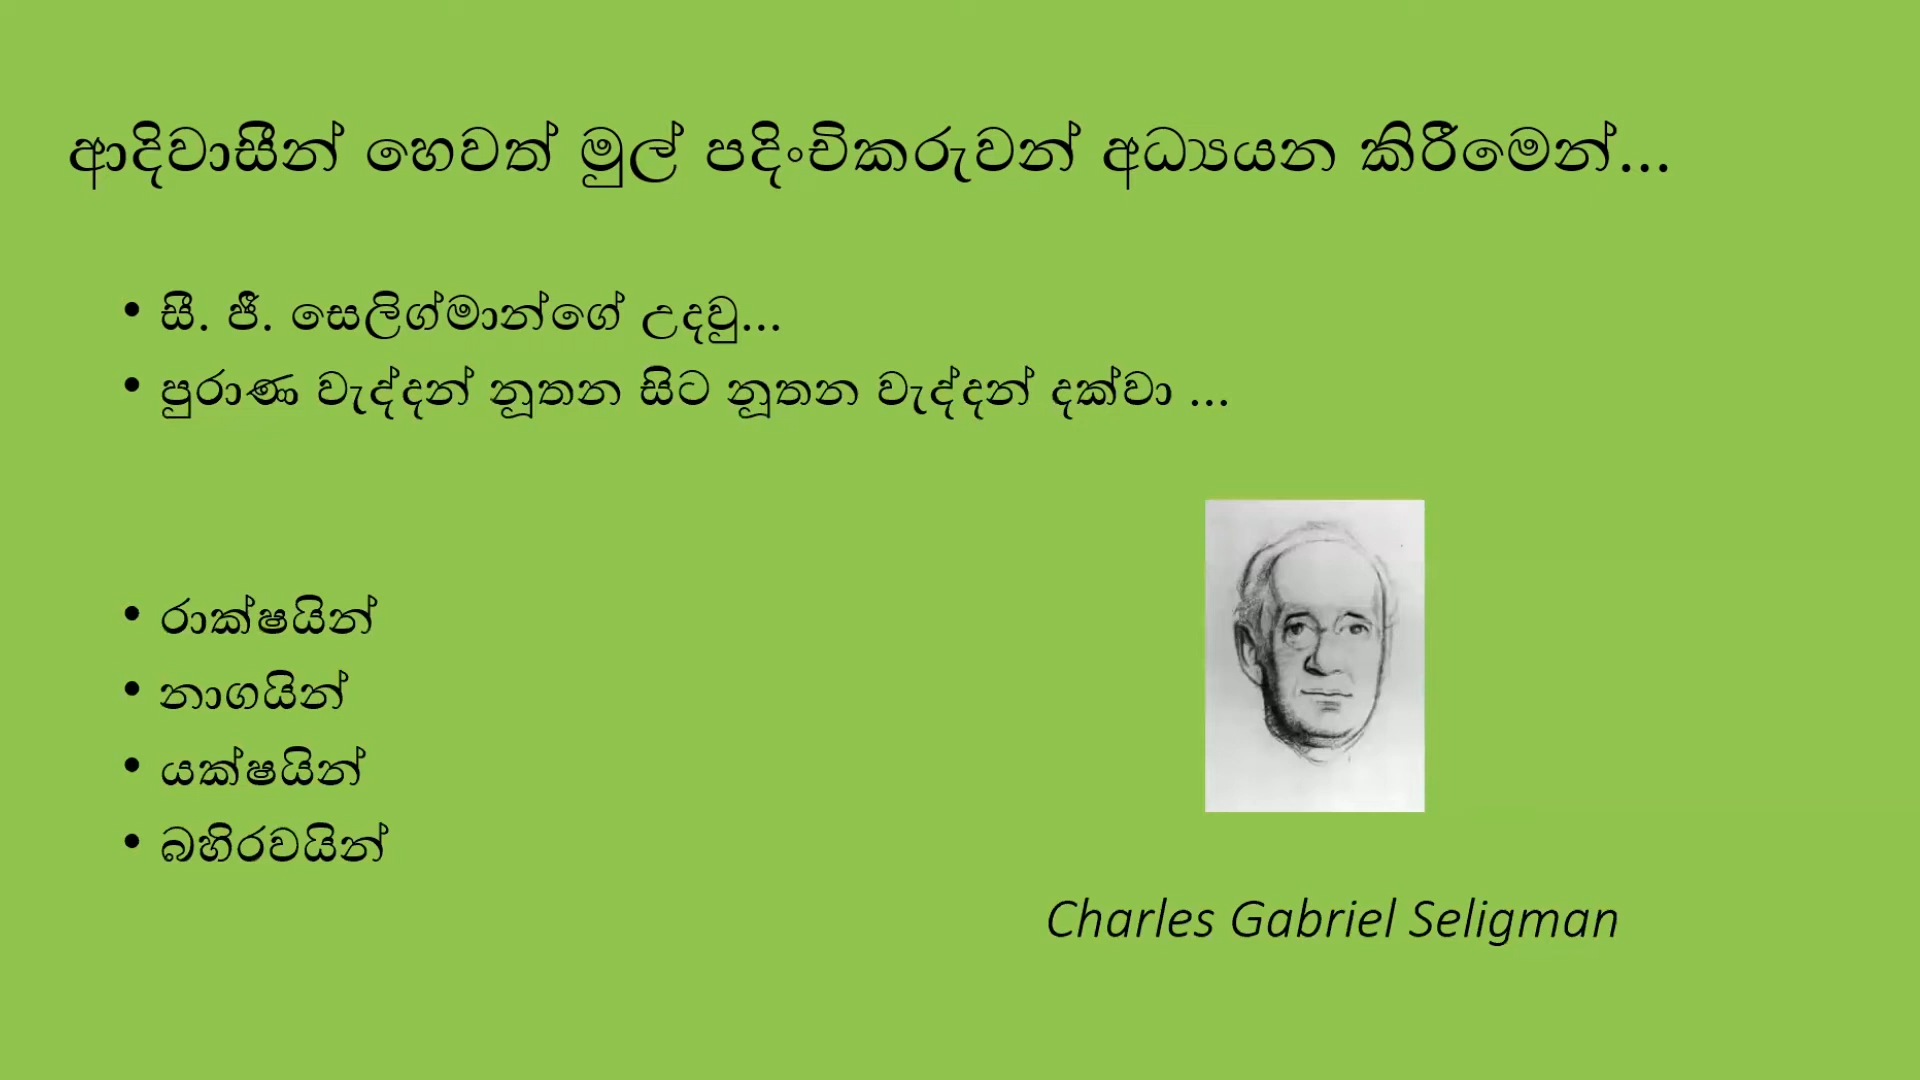 ආදිවාසීන් හෙවත් මුල් පදිංචිකරුවන් අධ්‍යයන කිරීමෙන්...
• සී. ජී. සෙලිග්මාන්ගේ උදවු...
• පුරාණ වැද්දන් නූතන සිට නූතන වැද්දන් දක්වා ...
• රාක්ෂයින්
• නාගයින්
• යක්ෂයින්
• බහිරවයින්
Charles Gabriel Seligman